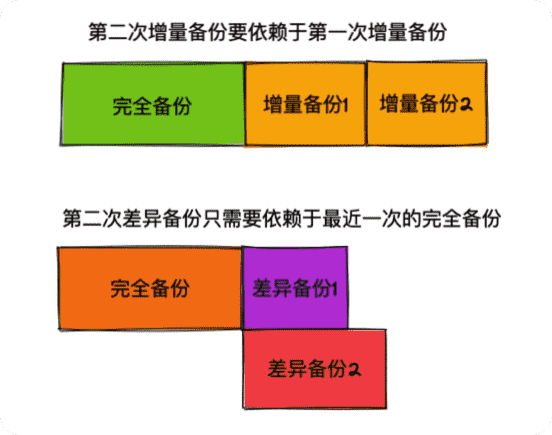 第二次增量备份要依赖于第一次增量备份
完全备份
增量备份1
增量备份2
第二次差异备份只需要依赖于最近一次的完全备份
完全备份
差异备份1
差异备份2